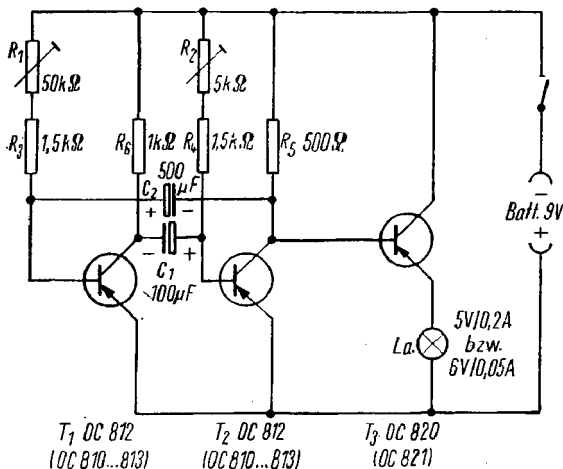 R1
50kΩ
R2
5kΩ
R3
1,5kΩ
R6
1kΩ
R4
1,5kΩ
R5 500Ω
500
μF
C2
+ −
− +
C1
100μF
−
Batt. 9V
+
La.
5V/0,2A
bzw.
6V/0,05A
T1 OC 812
(OC 810...813)
T2 OC 812
(OC 810...813)
T3 OC 820
(OC 821)